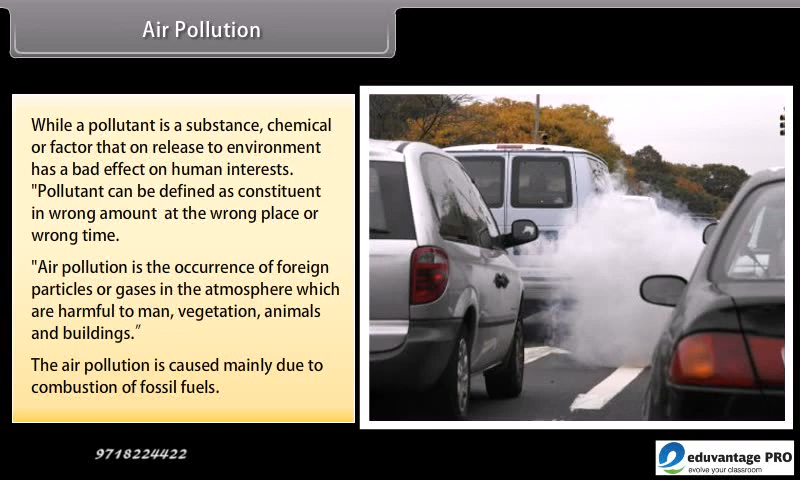 Air Pollution
While a pollutant is a substance, chemical
or factor that on release to environment
has a bad effect on human interests.
"Pollutant can be defined as constituent
in wrong amount at the wrong place or
wrong time.
"Air pollution is the occurrence of foreign
particles or gases in the atmosphere which
are harmful to man, vegetation, animals
and buildings.”
The air pollution is caused mainly due to
combustion of fossil fuels.
9718224422
eduvantage PRO
evolve your classroom